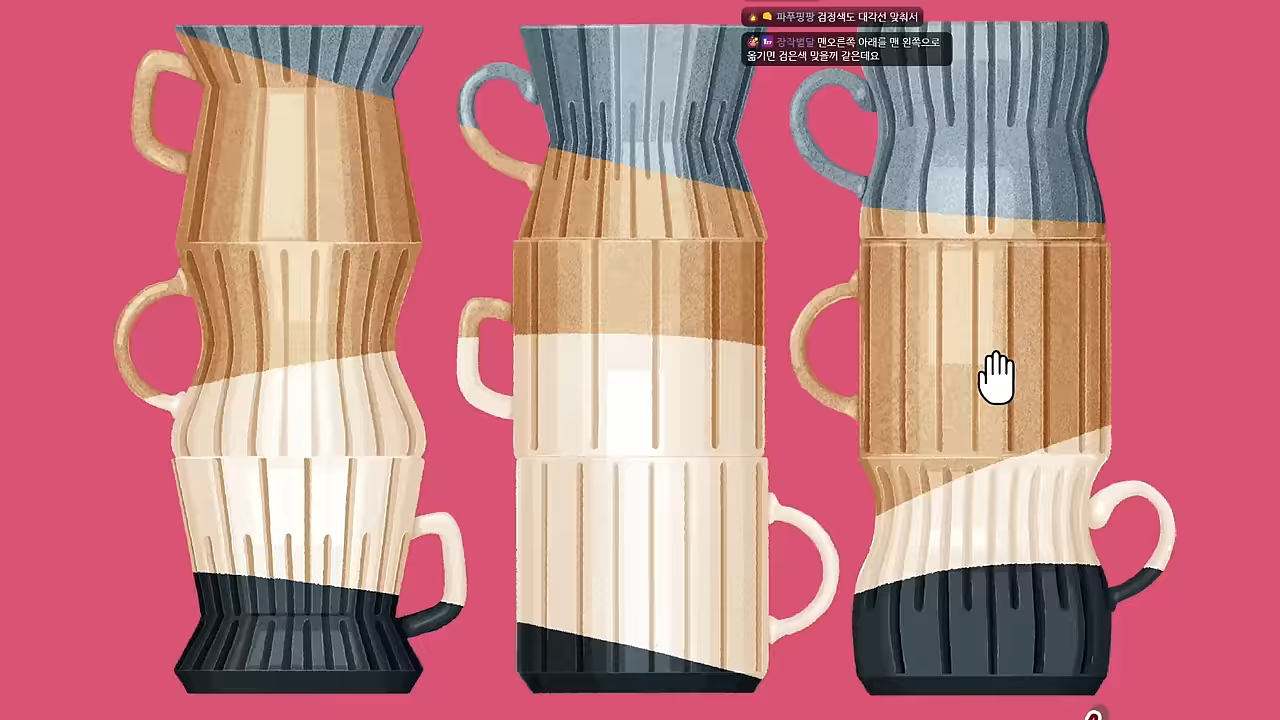 파푸핑팡 검정색도 대각선 맞춰서
장작별달 맨오른쪽 아래를 맨 왼쪽으로
옮기면 검은색 맞을꺼 같은데요